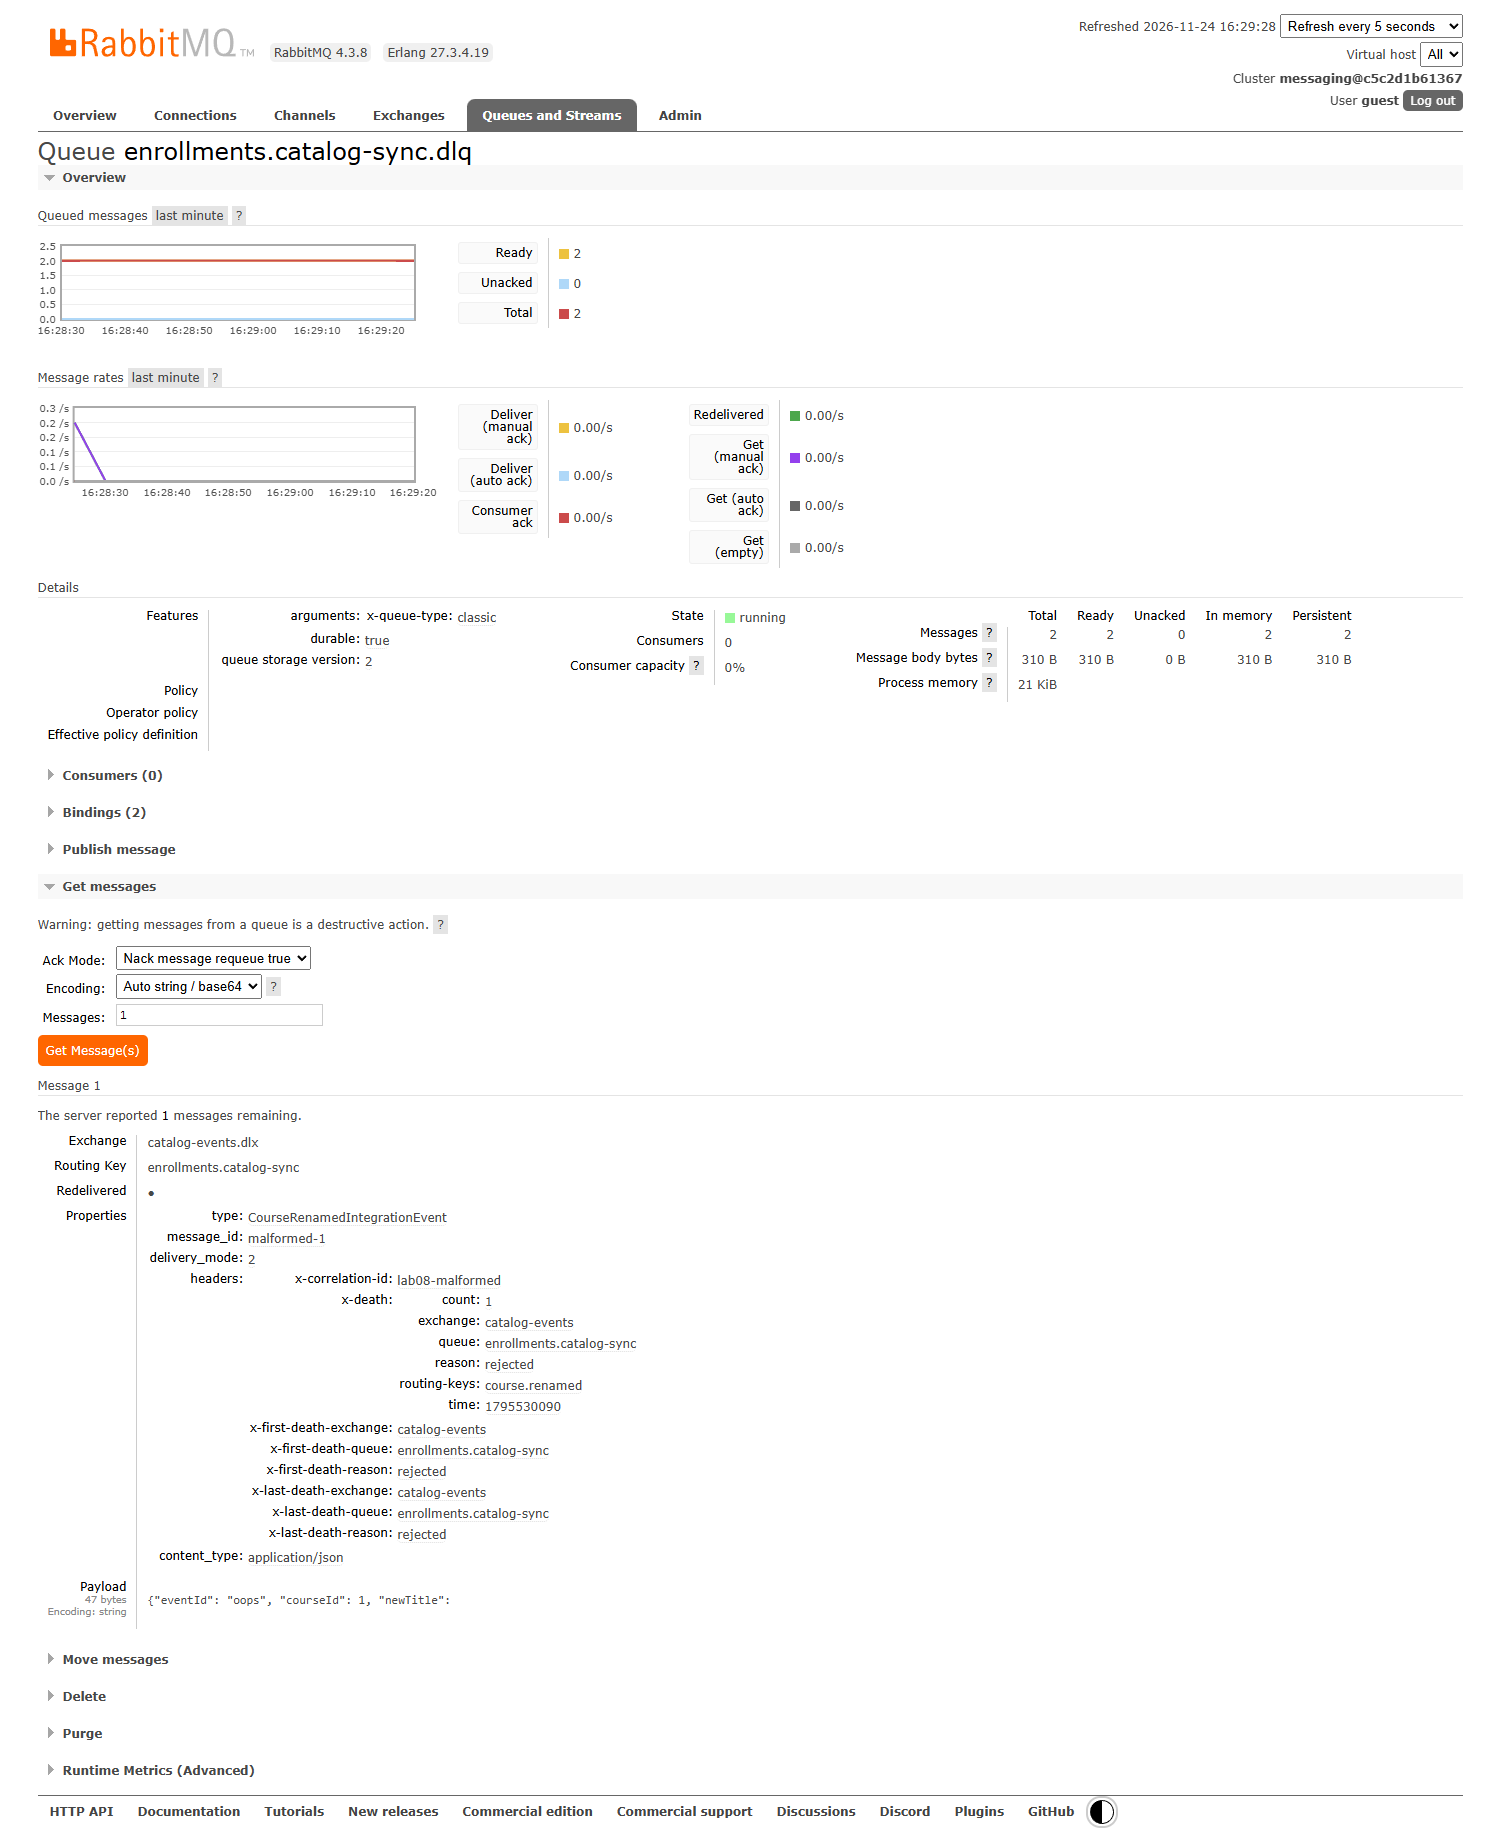 RabbitMQ TM RabbitMQ 4.3.8 Erlang 27.3.4.19
Refreshed 2026-11-24 16:29:28 Refresh every 5 seconds
Virtual host All
Cluster messaging@c5c2d1b61367
User guest Log out
Overview Connections Channels Exchanges Queues and Streams Admin
Queue enrollments.catalog-sync.dlq
Overview
Queued messages last minute ?
2.5
2.0
1.5
1.0
0.5
0.0
16:28:30 16:28:40 16:28:50 16:29:00 16:29:10 16:29:20
Ready 2
Unacked 0
Total 2
Message rates last minute ?
0.3 /s
0.2 /s
0.2 /s
0.1 /s
0.1 /s
0.0 /s
16:28:30 16:28:40 16:28:50 16:29:00 16:29:10 16:29:20
Deliver
(manual
ack)
0.00/s
Deliver
(auto ack)
0.00/s
Consumer
ack
0.00/s
Redelivered 0.00/s
Get
(manual
ack)
0.00/s
Get (auto
ack)
0.00/s
Get
(empty)
0.00/s
Details
Features
arguments: x-queue-type: classic
durable: true
queue storage version: 2
Policy
Operator policy
Effective policy definition
State running
Consumers 0
Consumer capacity ? 0%
Total Ready Unacked In memory Persistent
Messages ? 2 2 0 2 2
Message body bytes ? 310 B 310 B 0 B 310 B 310 B
Process memory ? 21 KiB
Consumers (0)
Bindings (2)
Publish message
Get messages
Warning: getting messages from a queue is a destructive action. ?
Ack Mode: Nack message requeue true
Encoding: Auto string / base64 ?
Messages: 1
Get Message(s)
Message 1
The server reported 1 messages remaining.
Exchange catalog-events.dlx
Routing Key enrollments.catalog-sync
Redelivered ●
Properties type: CourseRenamedIntegrationEvent
message_id: malformed-1
delivery_mode: 2
headers: x-correlation-id: lab08-malformed
x-death: count: 1
exchange: catalog-events
queue: enrollments.catalog-sync
reason: rejected
routing-keys: course.renamed
time: 1795530090
x-first-death-exchange: catalog-events
x-first-death-queue: enrollments.catalog-sync
x-first-death-reason: rejected
x-last-death-exchange: catalog-events
x-last-death-queue: enrollments.catalog-sync
x-last-death-reason: rejected
content_type: application/json
Payload
47 bytes
Encoding: string
{"eventId": "oops", "courseId": 1, "newTitle":
Move messages
Delete
Purge
Runtime Metrics (Advanced)
HTTP API Documentation Tutorials New releases Commercial edition Commercial support Discussions Discord Plugins GitHub